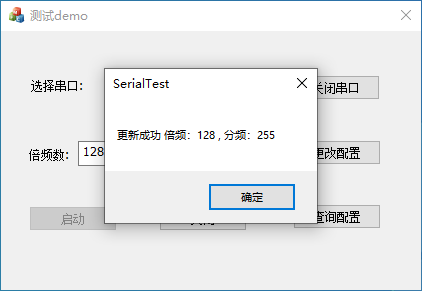 测试demo
SerialTest
选择串口：
关闭串口
更新成功 倍频：128 , 分频：255
倍频数：
128
更改配置
确定
启动
查询配置